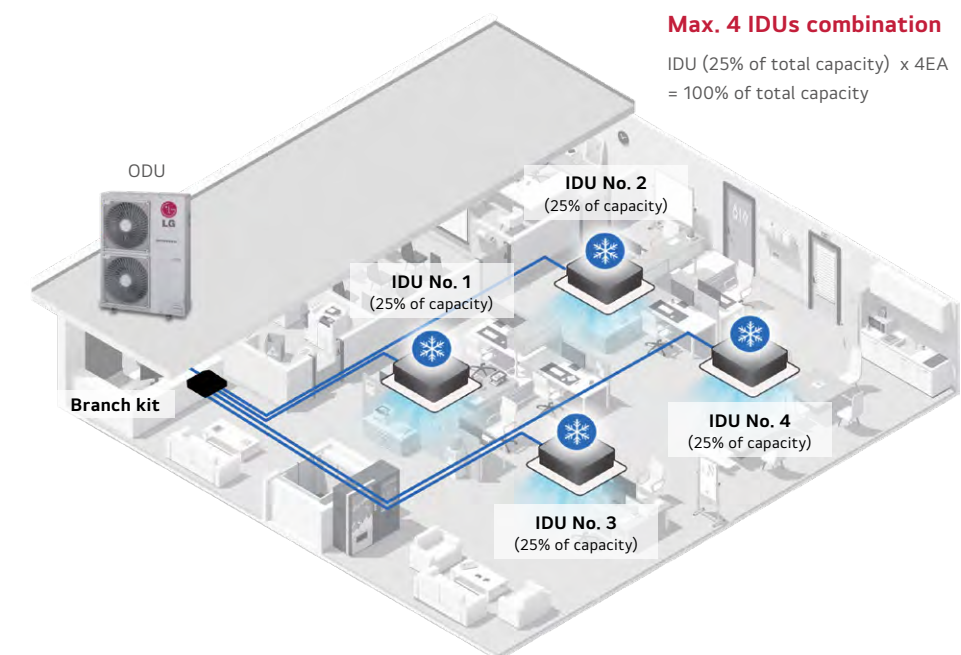 Max. 4 IDUs combination
IDU (25% of total capacity) x 4EA
= 100% of total capacity
ODU
LG
IDU No. 2
(25% of capacity)
IDU No. 1
(25% of capacity)
Branch kit
IDU No. 4
(25% of capacity)
IDU No. 3
(25% of capacity)